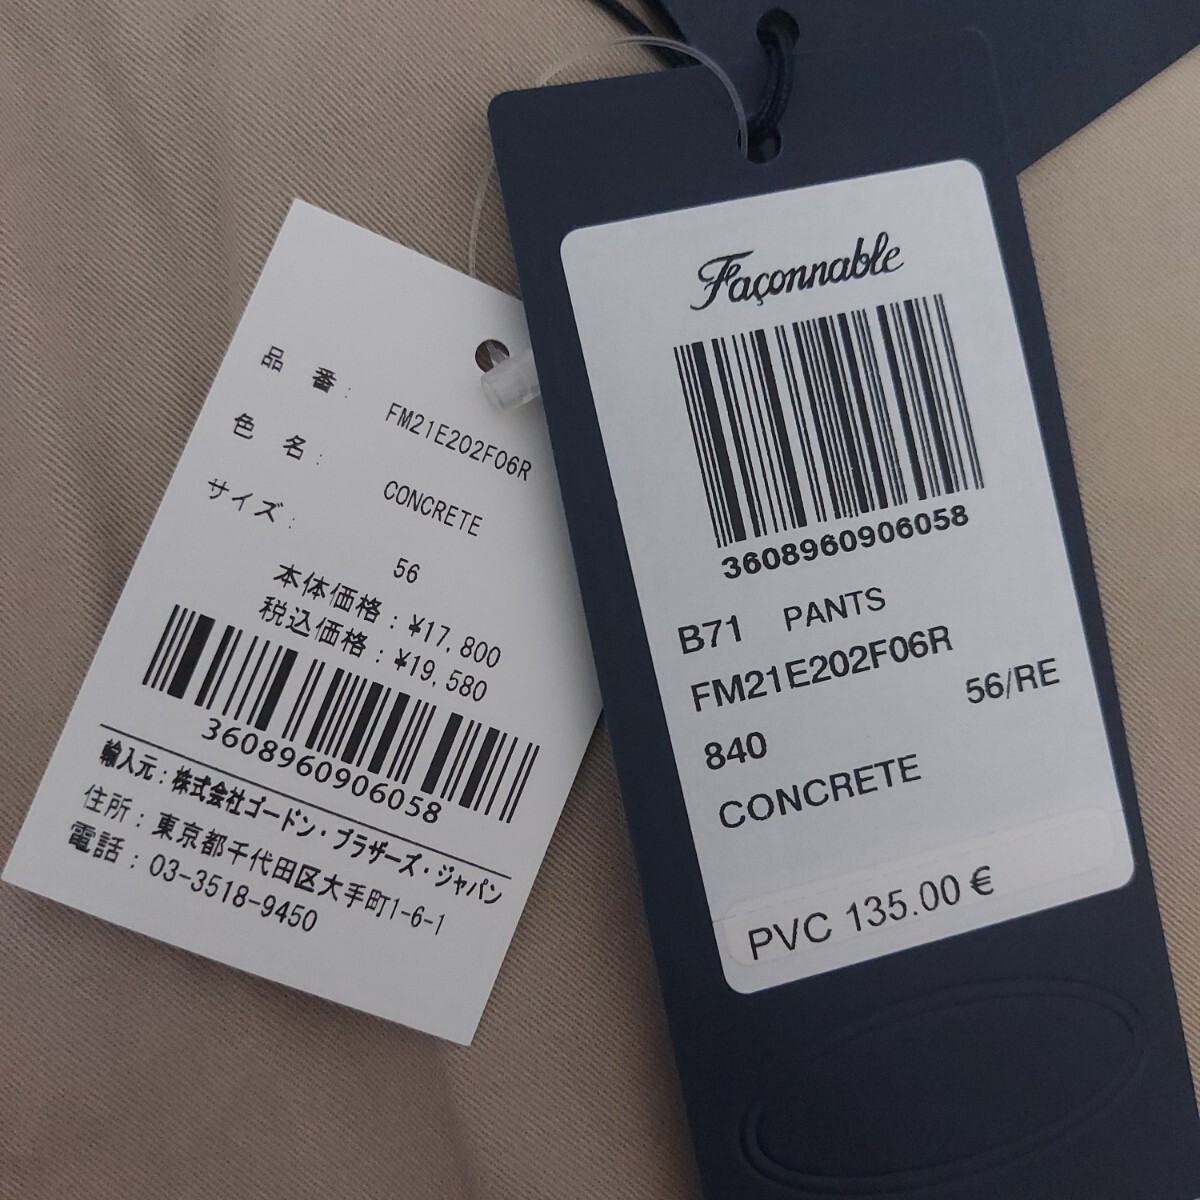 品 番: FM21E202F06R
色 名: CONCRETE
サイズ: 56
本体価格:¥17,800
税込価格:¥19,580
3608960906058
輸入元:株式会社ゴードン・ブラザーズ・ジャパン
住所:東京都千代田区大手町1-6-1
電話:03-3518-9450
Façonnable
3608960906058
B71 PANTS
FM21E202F06R
56/RE
840
CONCRETE
PVC 135.00 €